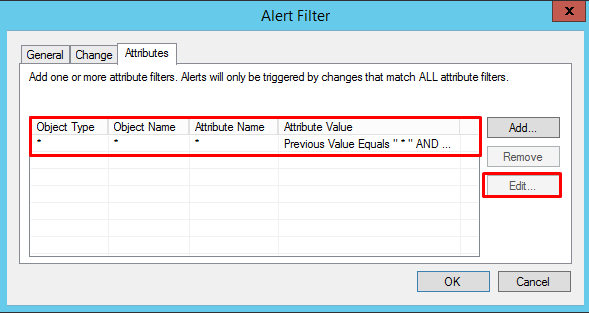 Alert Filter
General Change Attributes
Add one or more attribute filters. Alerts will only be triggered by changes that match ALL attribute filters.
Object Type Object Name Attribute Name Attribute Value
* * * Previous Value Equals " * " AND ...
Add...
Remove
Edit...
OK Cancel